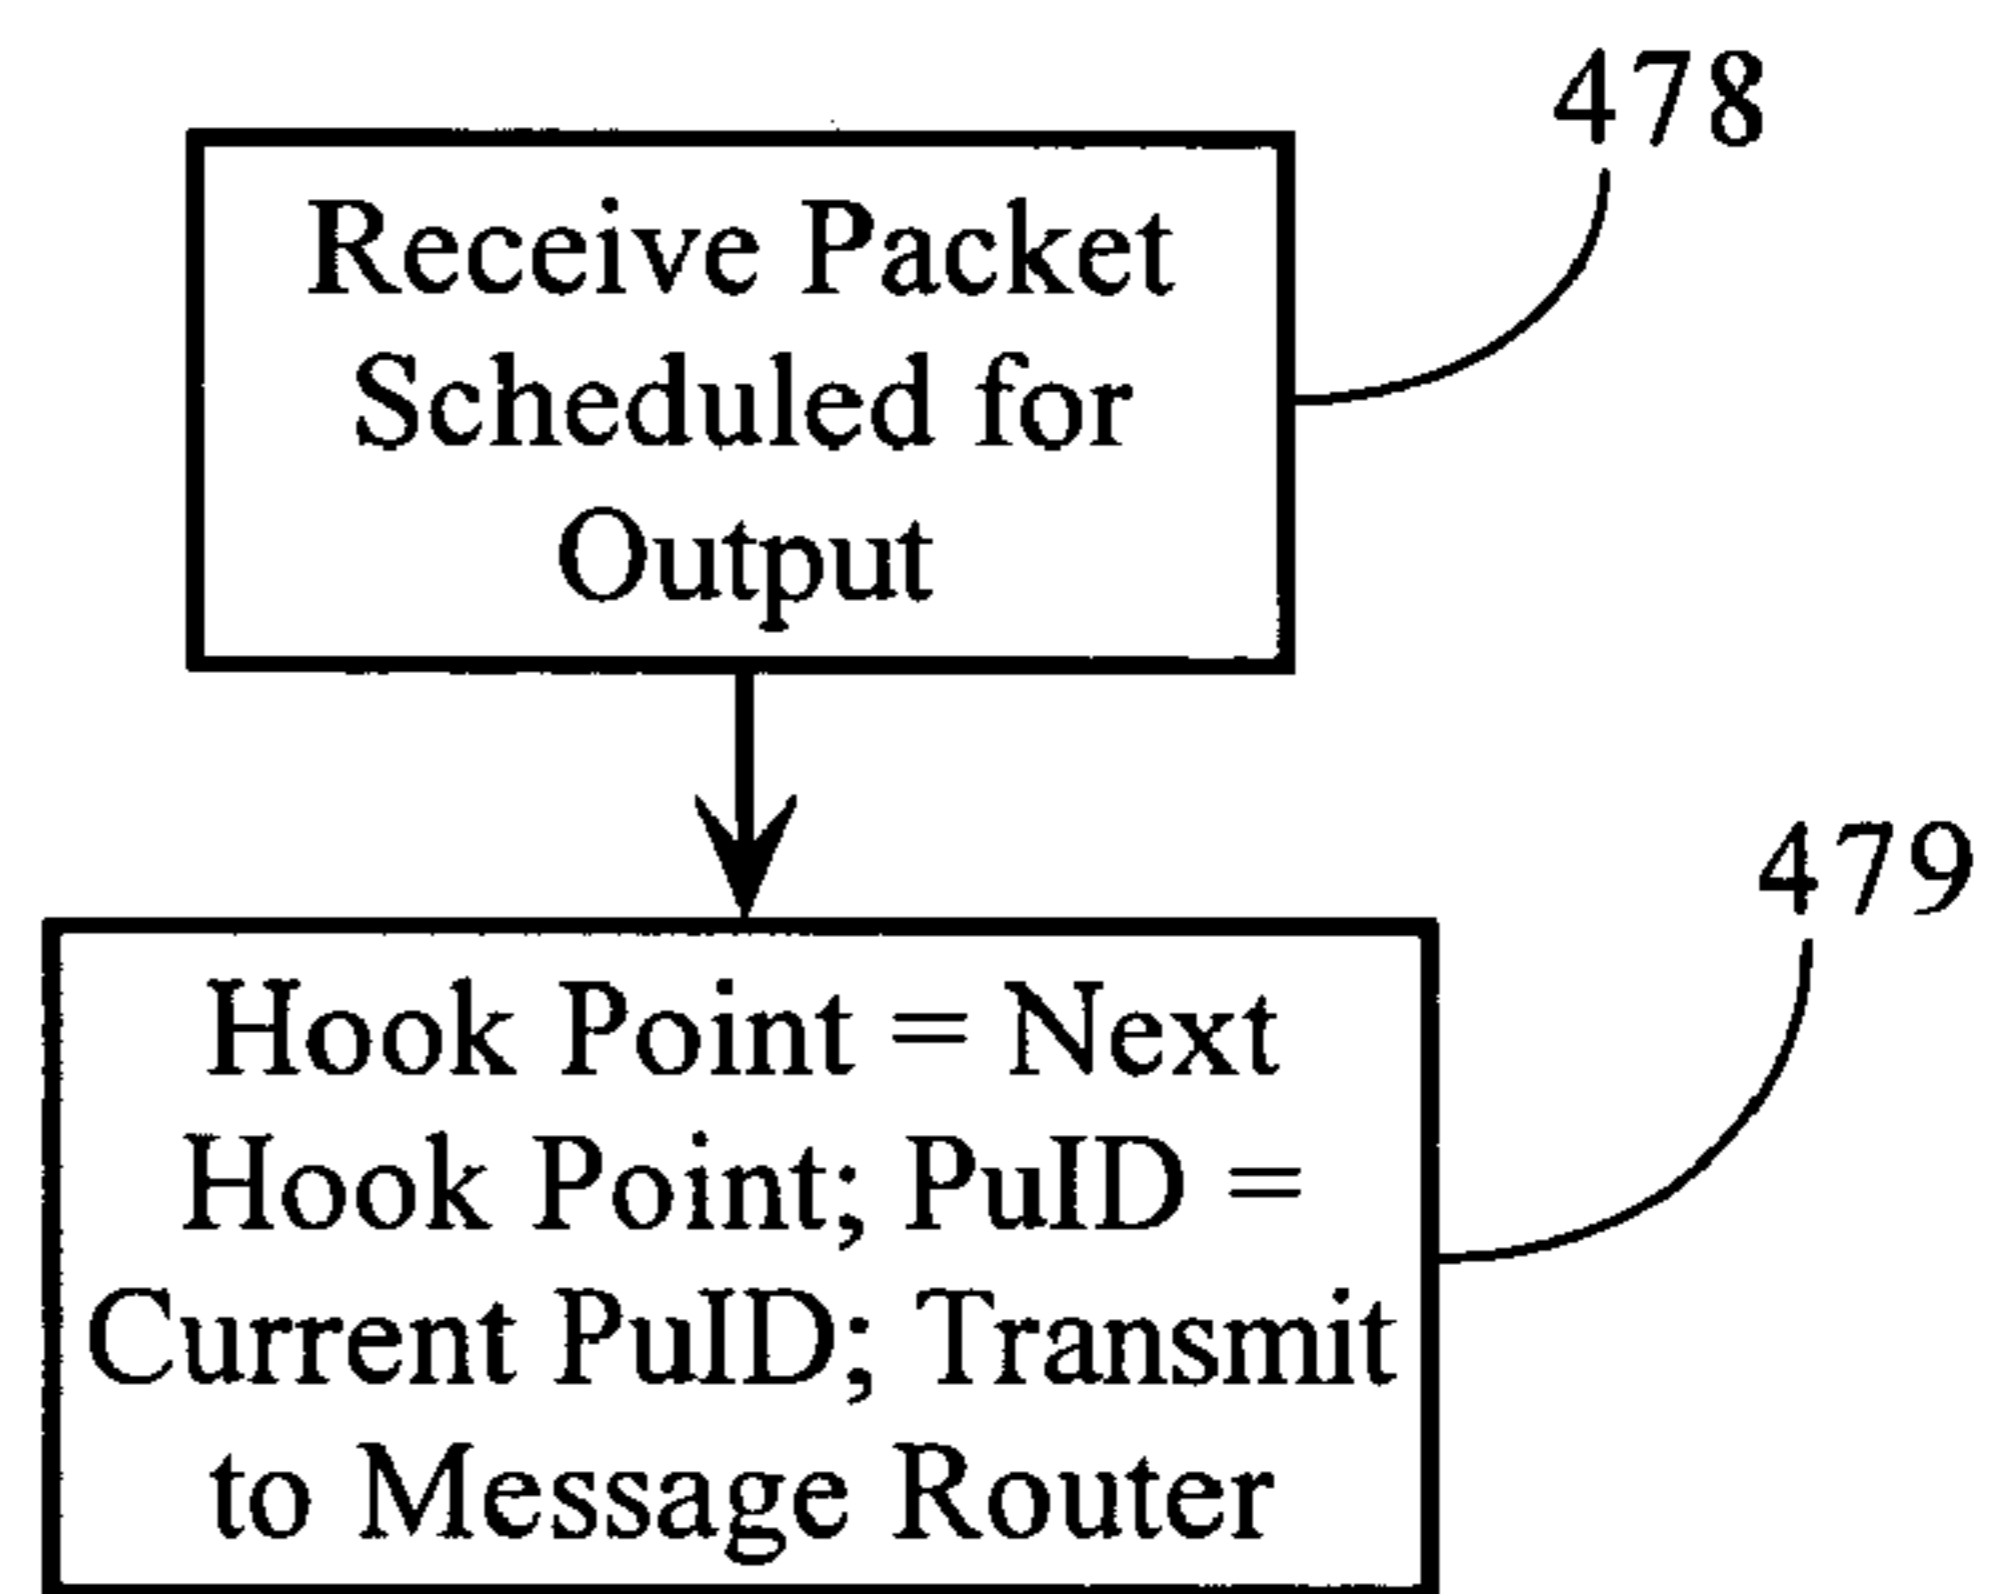 478
Receive Packet
Scheduled for
Output
479
Hook Point = Next
Hook Point; PuID =
Current PuID; Transmit
to Message Router